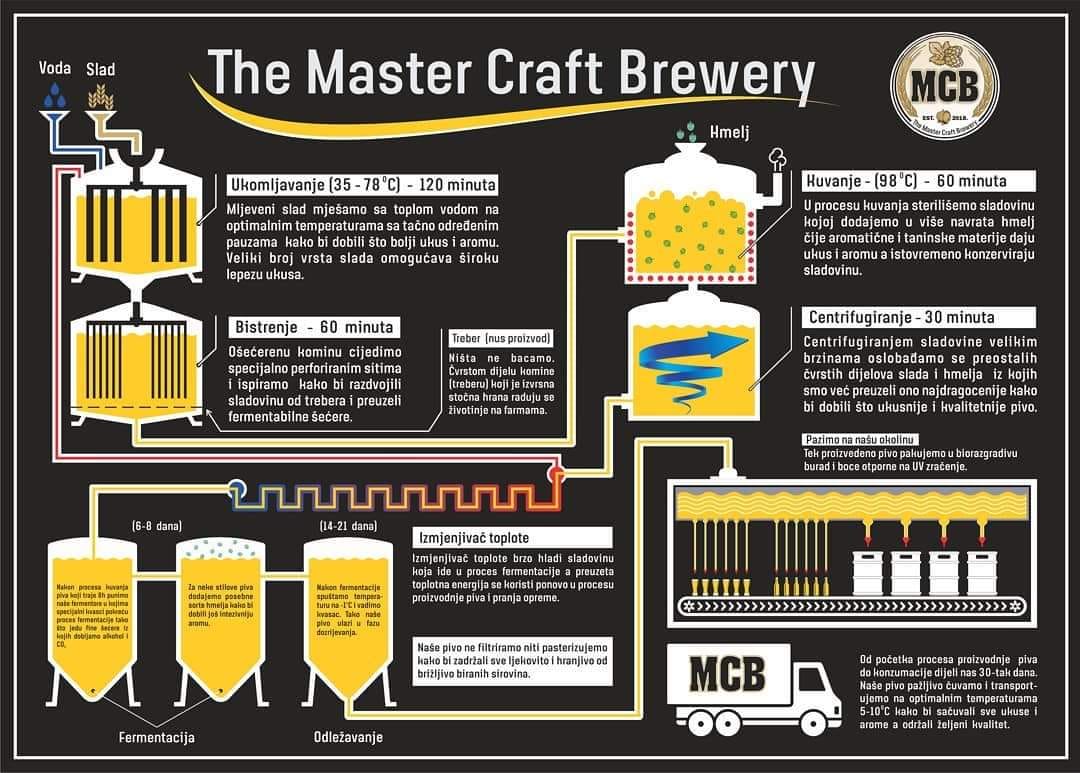 The Master Craft Brewery
Voda
Slad
MCB
EST. 2018.
The Master Craft Brewery
Hmelj
Ukomljavanje (35 - 78⁰C) - 120 minuta
Mljeveni slad mješamo sa toplom vodom na
optimalnim temperaturama sa tačno određenim
pauzama kako bi dobili što bolji ukus i aromu.
Veliki broj vrsta slada omogućava široku
lepezu ukusa.
Kuvanje - (98⁰C) - 60 minuta
U procesu kuvanja sterilišemo sladovinu
kojoj dodajemo u više navrata hmelj
čije aromatične i taninske materije daju
ukus i aromu a istovremeno konzerviraju
sladovinu.
Bistrenje - 60 minuta
Ošećerenu kominu cijedimo
specijalno perforiranim sitima
i ispiramo kako bi razdvojili
sladovinu od trebera i preuzeli
fermentabilne šećere.
Treber (nus proizvod)
Ništa ne bacamo.
Čvrstom dijelu komine
(treberu) koji je izvrsna
stočna hrana raduju se
životinje na farmama.
Centrifugiranje - 30 minuta
Centrifugiranjem sladovine velikim
brzinama oslobađamo se preostalih
čvrstih dijelova slada i hmelja iz kojih
smo već preuzeli ono najdragocenije kako
bi dobili što ukusnije i kvalitetnije pivo.
Pazimo na našu okolinu
Tek proizvedeno pivo pakujemo u biorazgradivu
burad i boce otporne na UV zračenje.
(6-8 dana)
(14-21 dana)
Nakon procesa kuvanja
piva koji traje 8h punimo
naše fermentore u kojima
specijalni kvasci pokreću
proces fermentacije tako
što jedu fine šećere iz
kojih dobijamo alkohol i
CO₂
Za neke stilove piva
dodajemo posebne
sorte hmelja kako bi
dobili još intezivniju
aromu.
Nakon fermentacije
spuštamo tempera-
turu na -1⁰C i vadimo
kvasac. Tako naše
pivo ulazi u fazu
dozrijevanja.
Fermentacija
Odležavanje
Izmjenjivač toplote
Izmjenjivač toplote brzo hladi sladovinu
koja ide u proces fermentacije a preuzeta
toplotna energija se koristi ponovo u procesu
proizvodnje piva i pranja opreme.
Naše pivo ne filtriramo niti pasterizujemo
kako bi zadržali sve ljekovito i hranjivo od
brižljivo biranih sirovina.
MCB
Od početka procesa proizvodnje piva
do konzumacije dijeli nas 30-tak dana.
Naše pivo pažljivo čuvamo i transport-
ujemo na optimalnim temperaturama
5-10⁰C kako bi sačuvali sve ukuse i
arome a održali željeni kvalitet.